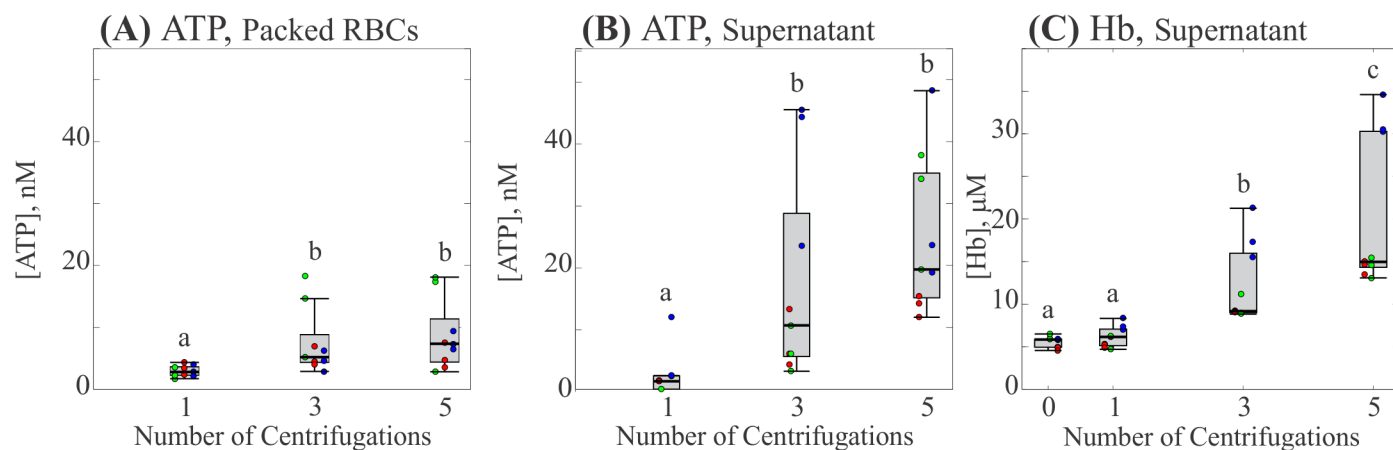 (A) ATP, Packed RBCs
[ATP], nM
40
20
0
a
b
b
1
3
5
Number of Centrifugations
(B) ATP, Supernatant
[ATP], nM
40
20
0
a
b
b
1
3
5
Number of Centrifugations
(C) Hb, Supernatant
[Hb], μM
30
20
10
0
a
a
b
c
0
1
3
5
Number of Centrifugations